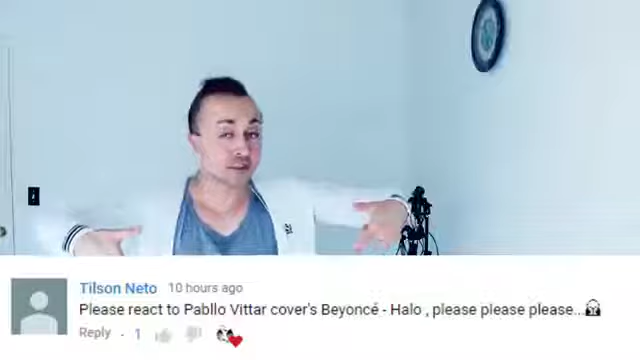 Tilson Neto 10 hours ago
Please react to Pabllo Vittar cover's Beyoncé - Halo , please please please...
Reply · 1